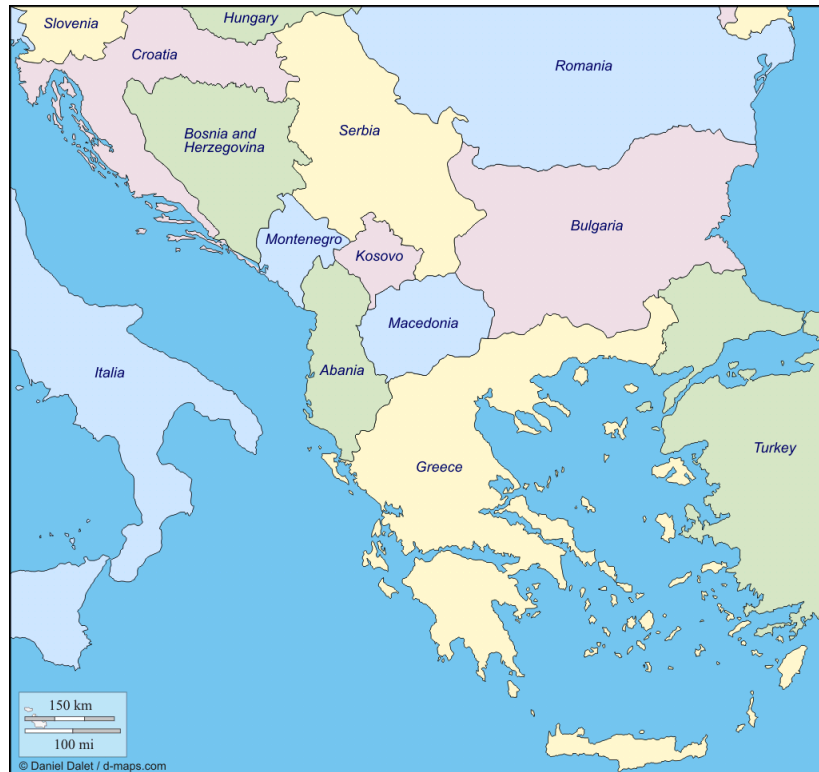 Slovenia
Hungary
Croatia
Romania
Bosnia and
Herzegovina
Serbia
Bulgaria
Montenegro
Kosovo
Macedonia
Italia
Abania
Turkey
Greece
150 km
100 mi
© Daniel Dalet / d-maps.com